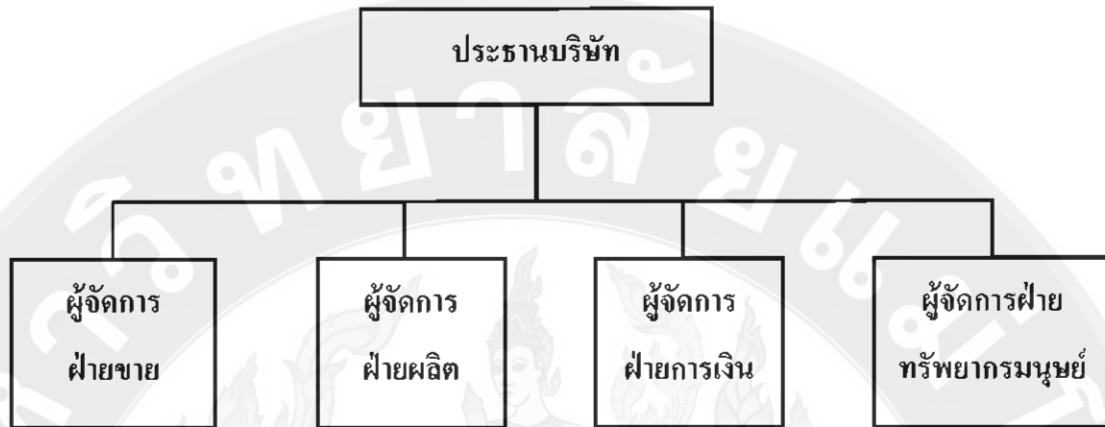 ประธานบริษัท
ผู้จัดการ
ฝ่ายขาย
ผู้จัดการ
ฝ่ายผลิต
ผู้จัดการ
ฝ่ายการเงิน
ผู้จัดการฝ่าย
ทรัพยากรมนุษย์